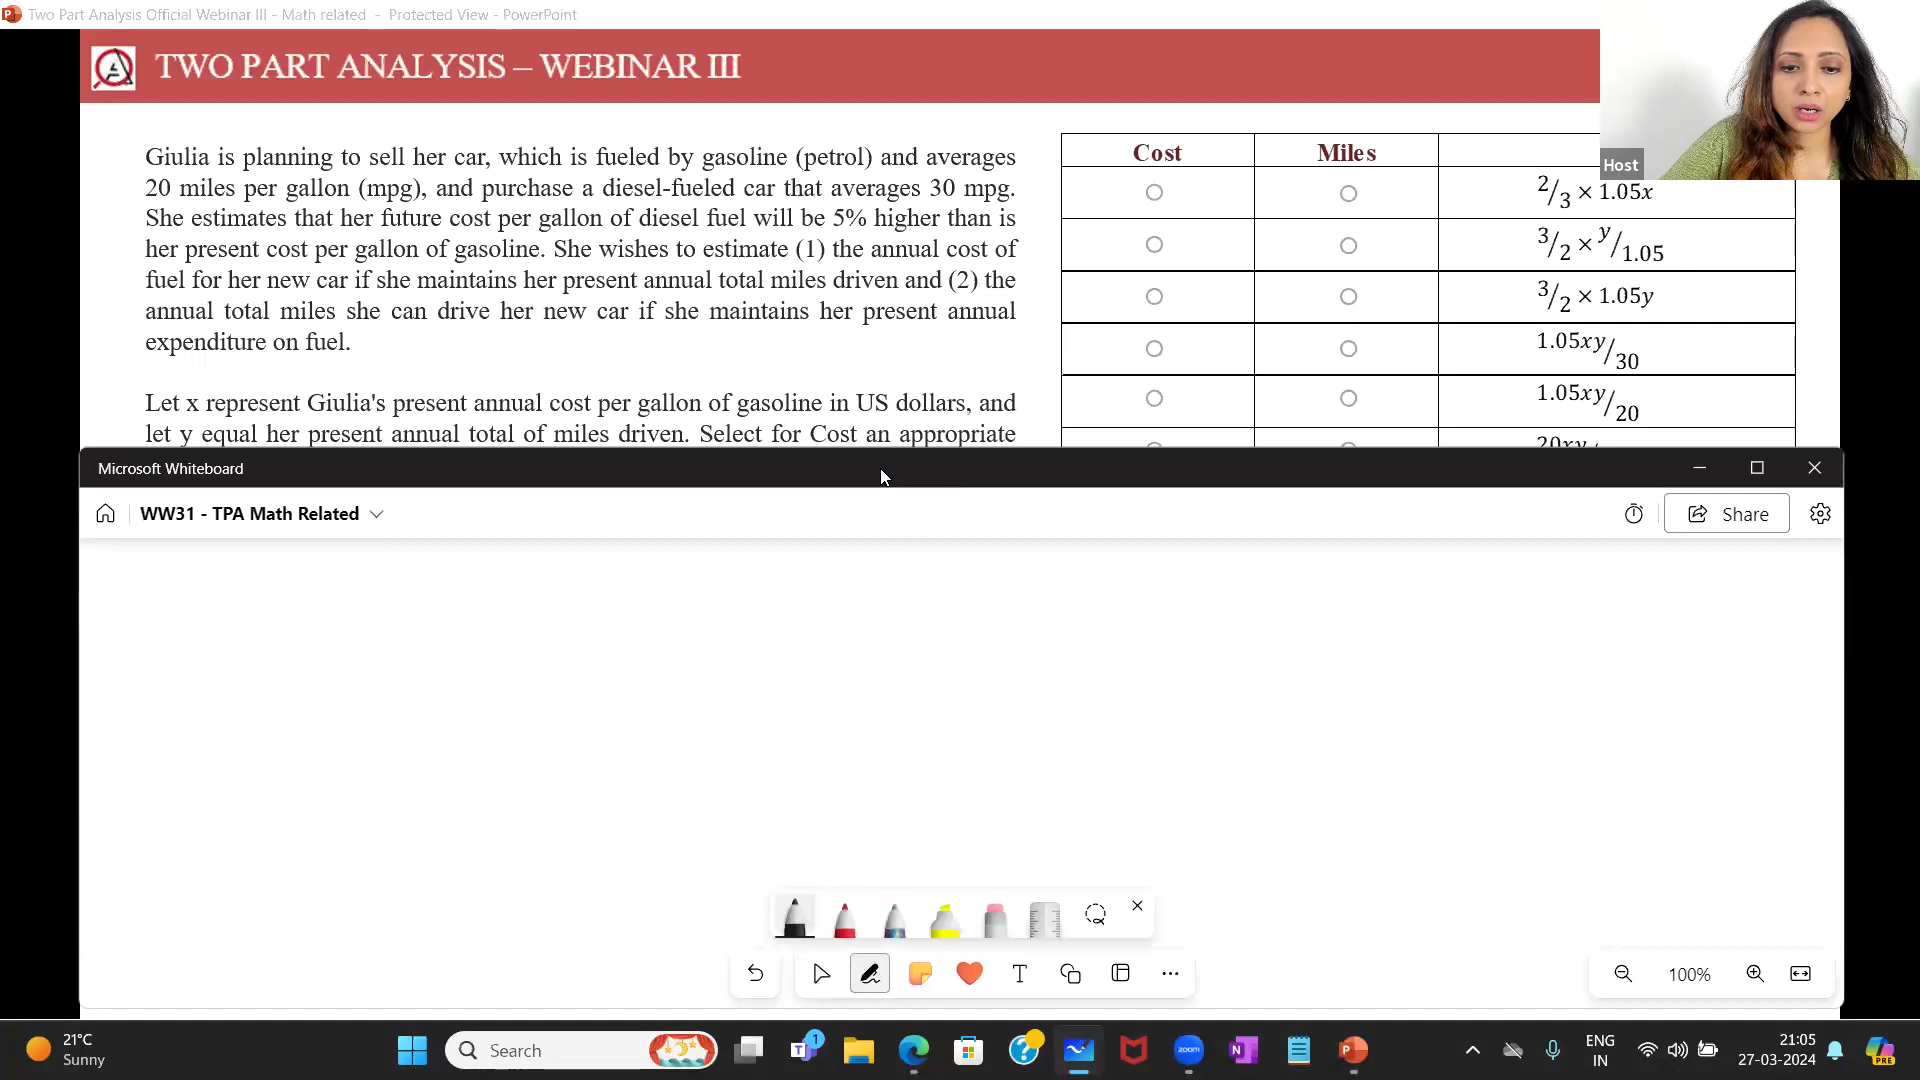 Two Part Analysis Official Webinar III - Math related - Protected View - PowerPoint
TWO PART ANALYSIS – WEBINAR III
Host
Giulia is planning to sell her car, which is fueled by gasoline (petrol) and averages
20 miles per gallon (mpg), and purchase a diesel-fueled car that averages 30 mpg.
She estimates that her future cost per gallon of diesel fuel will be 5% higher than is
her present cost per gallon of gasoline. She wishes to estimate (1) the annual cost of
fuel for her new car if she maintains her present annual total miles driven and (2) the
annual total miles she can drive her new car if she maintains her present annual
expenditure on fuel.
Let x represent Giulia's present annual cost per gallon of gasoline in US dollars, and
let y equal her present annual total of miles driven. Select for Cost an appropriate
Cost Miles
2/3 × 1.05x
3/2 × y/1.05
3/2 × 1.05y
1.05xy/30
1.05xy/20
20xy/
Microsoft Whiteboard
WW31 - TPA Math Related
Share
100%
21°C
Sunny
Search
1
zoom
ENG
IN
21:05
27-03-2024
PRE